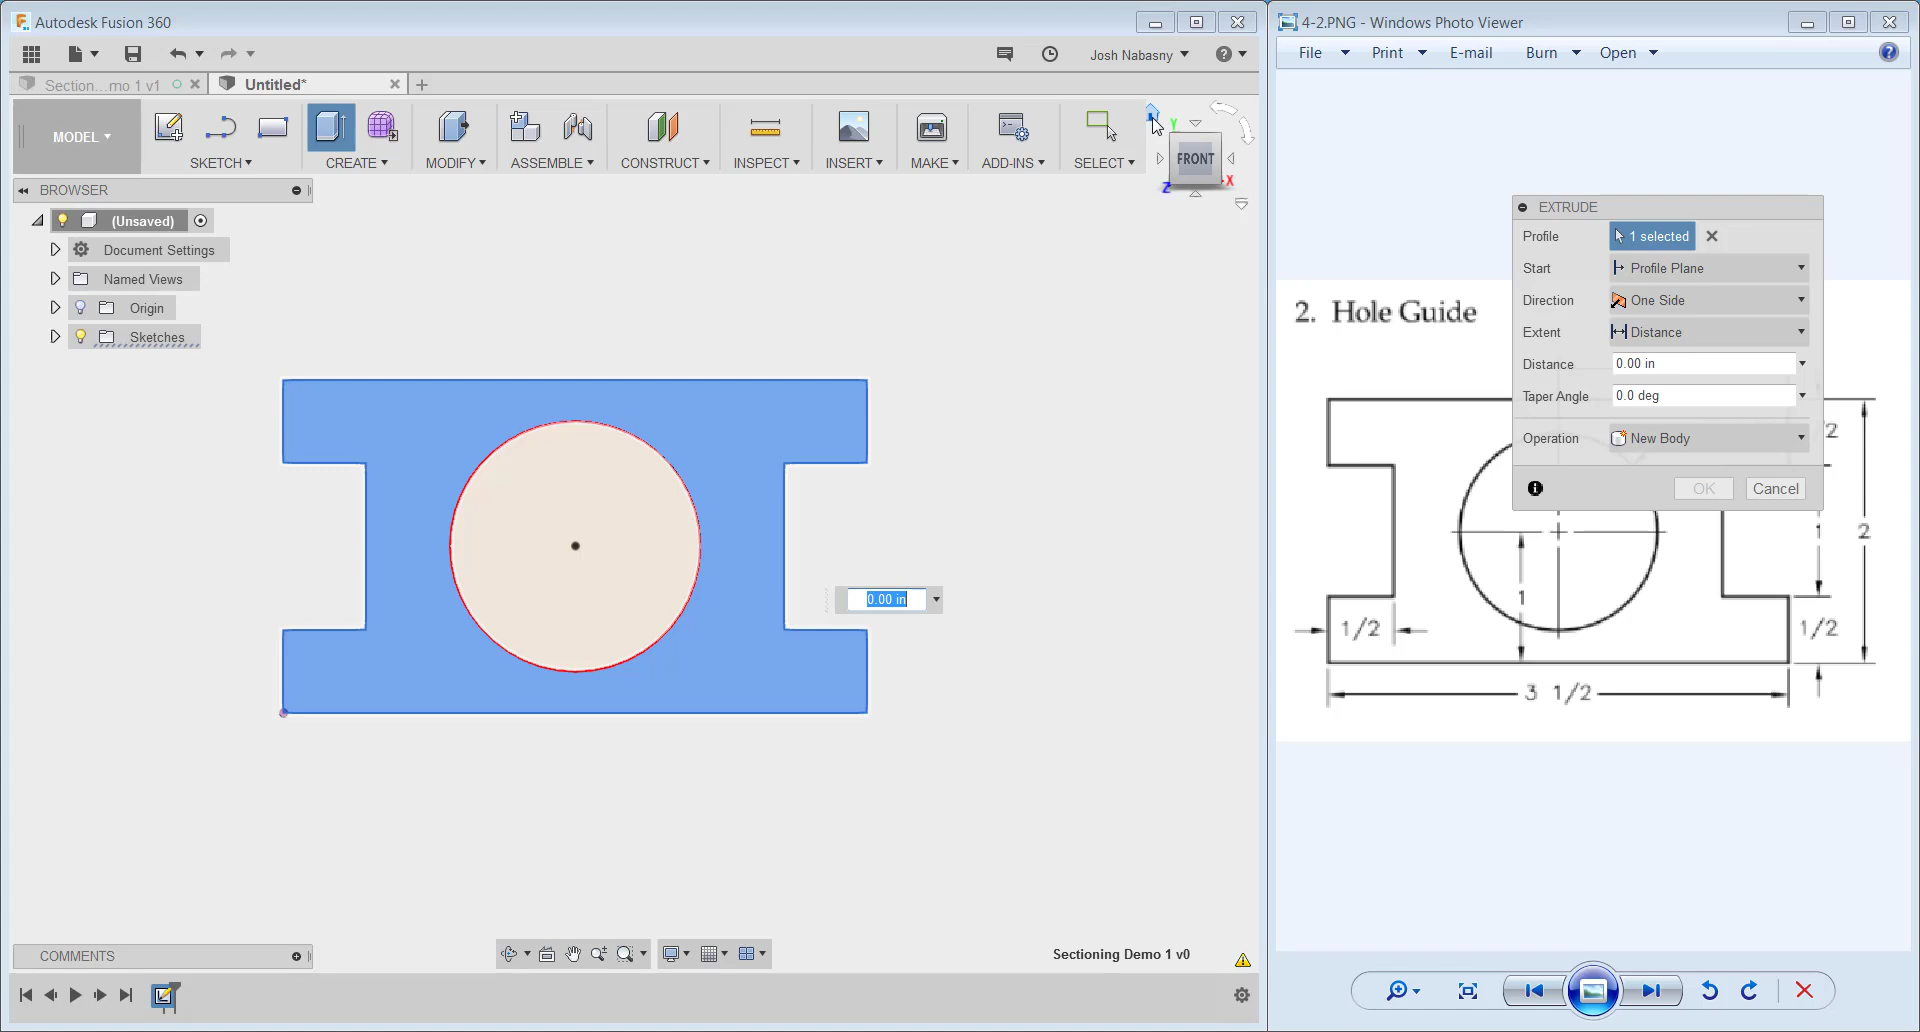 Autodesk Fusion 360
Josh Nabasny
Section...mo 1 v1
Untitled*
MODEL
SKETCH
CREATE
MODIFY
ASSEMBLE
CONSTRUCT
INSPECT
INSERT
MAKE
ADD-INS
SELECT
Y
FRONT
X
Z
BROWSER
(Unsaved)
Document Settings
Named Views
Origin
Sketches
0.00 in
COMMENTS
Sectioning Demo 1 v0
4-2.PNG - Windows Photo Viewer
File
Print
E-mail
Burn
Open
EXTRUDE
Profile 1 selected
Start Profile Plane
Direction One Side
Extent Distance
Distance 0.00 in
Taper Angle 0.0 deg
Operation New Body
OK Cancel
2. Hole Guide
/2
1
2
1
1/2
1/2
3 1/2